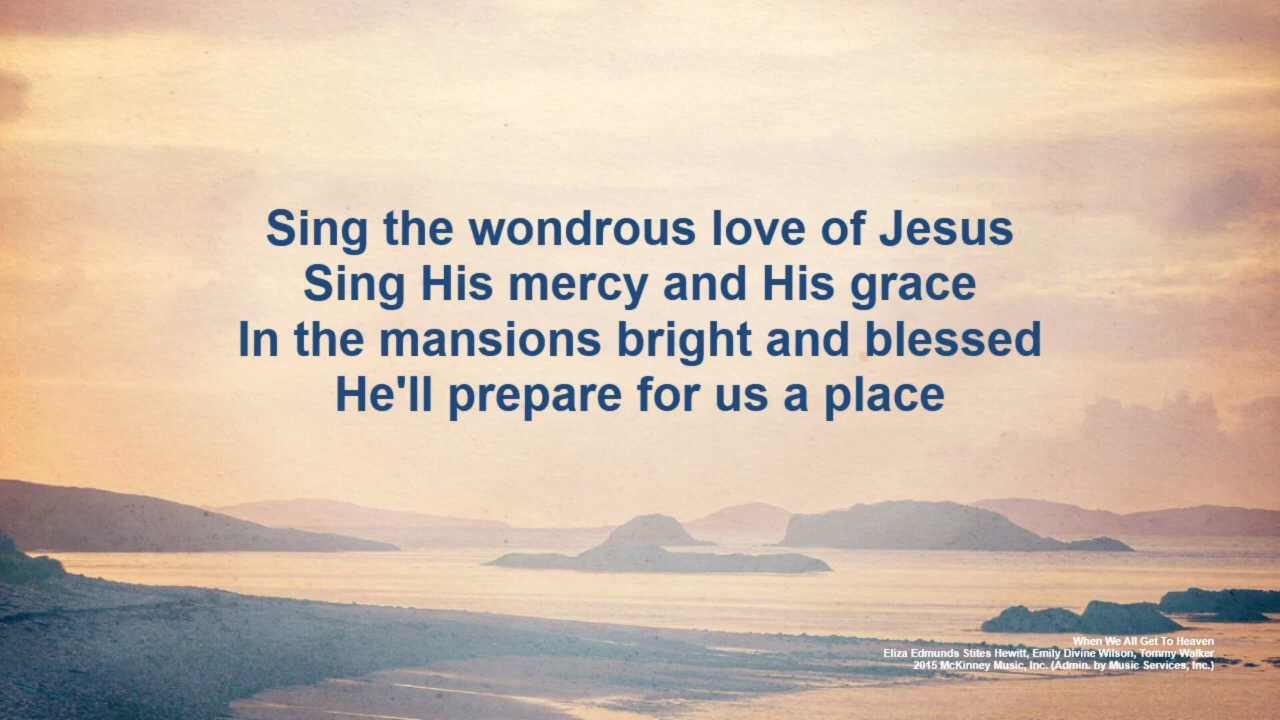 Sing the wondrous love of Jesus
Sing His mercy and His grace
In the mansions bright and blessed
He'll prepare for us a place
When We All Get To Heaven
Eliza Edmunds Stites Hewitt, Emily Divine Wilson, Tommy Walker
2015 McKinney Music, Inc. (Admin. by Music Services, Inc.)